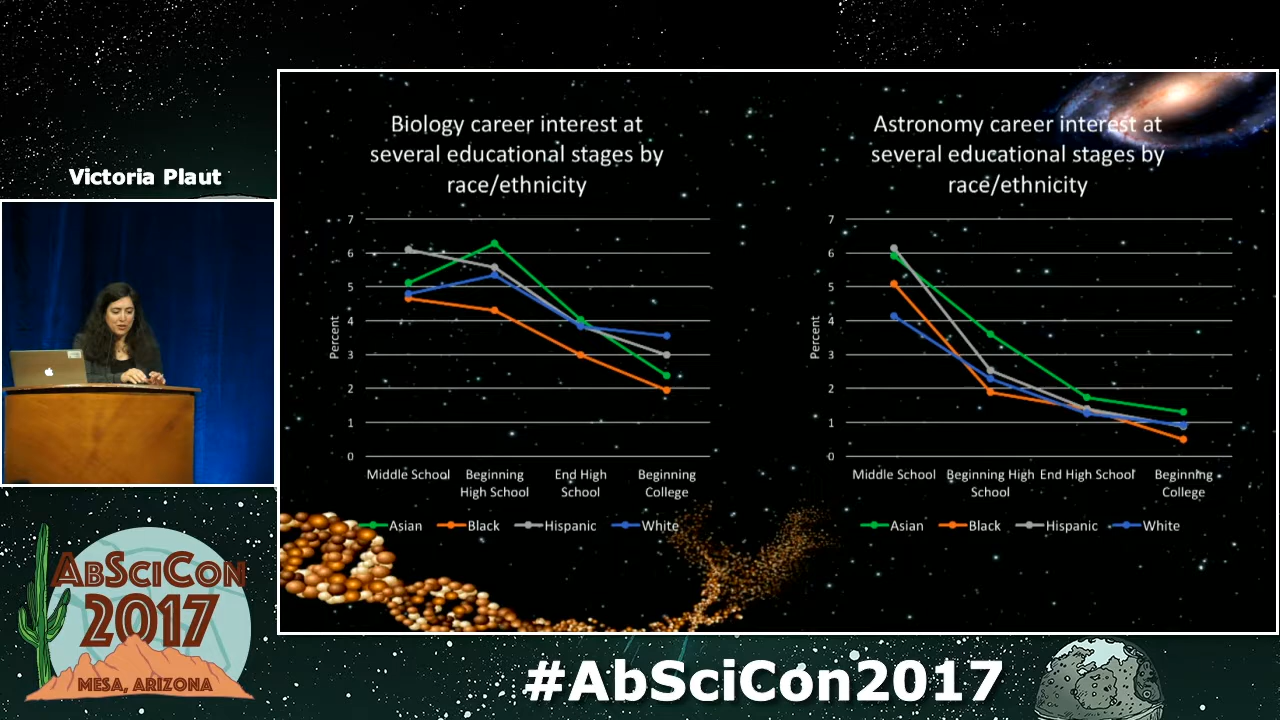 Victoria Plaut
Biology career interest at
several educational stages by
race/ethnicity
7
6
5
4
3
2
1
0
Percent
Middle School
Beginning
High School
End High
School
Beginning
College
Asian
Black
Hispanic
White
Astronomy career interest at
several educational stages by
race/ethnicity
7
6
5
4
3
2
1
0
Percent
Middle School
Beginning High
School
End High School
Beginning
College
Asian
Black
Hispanic
White
ABSCICON
2017
MESA, ARIZONA
#AbSciCon2017